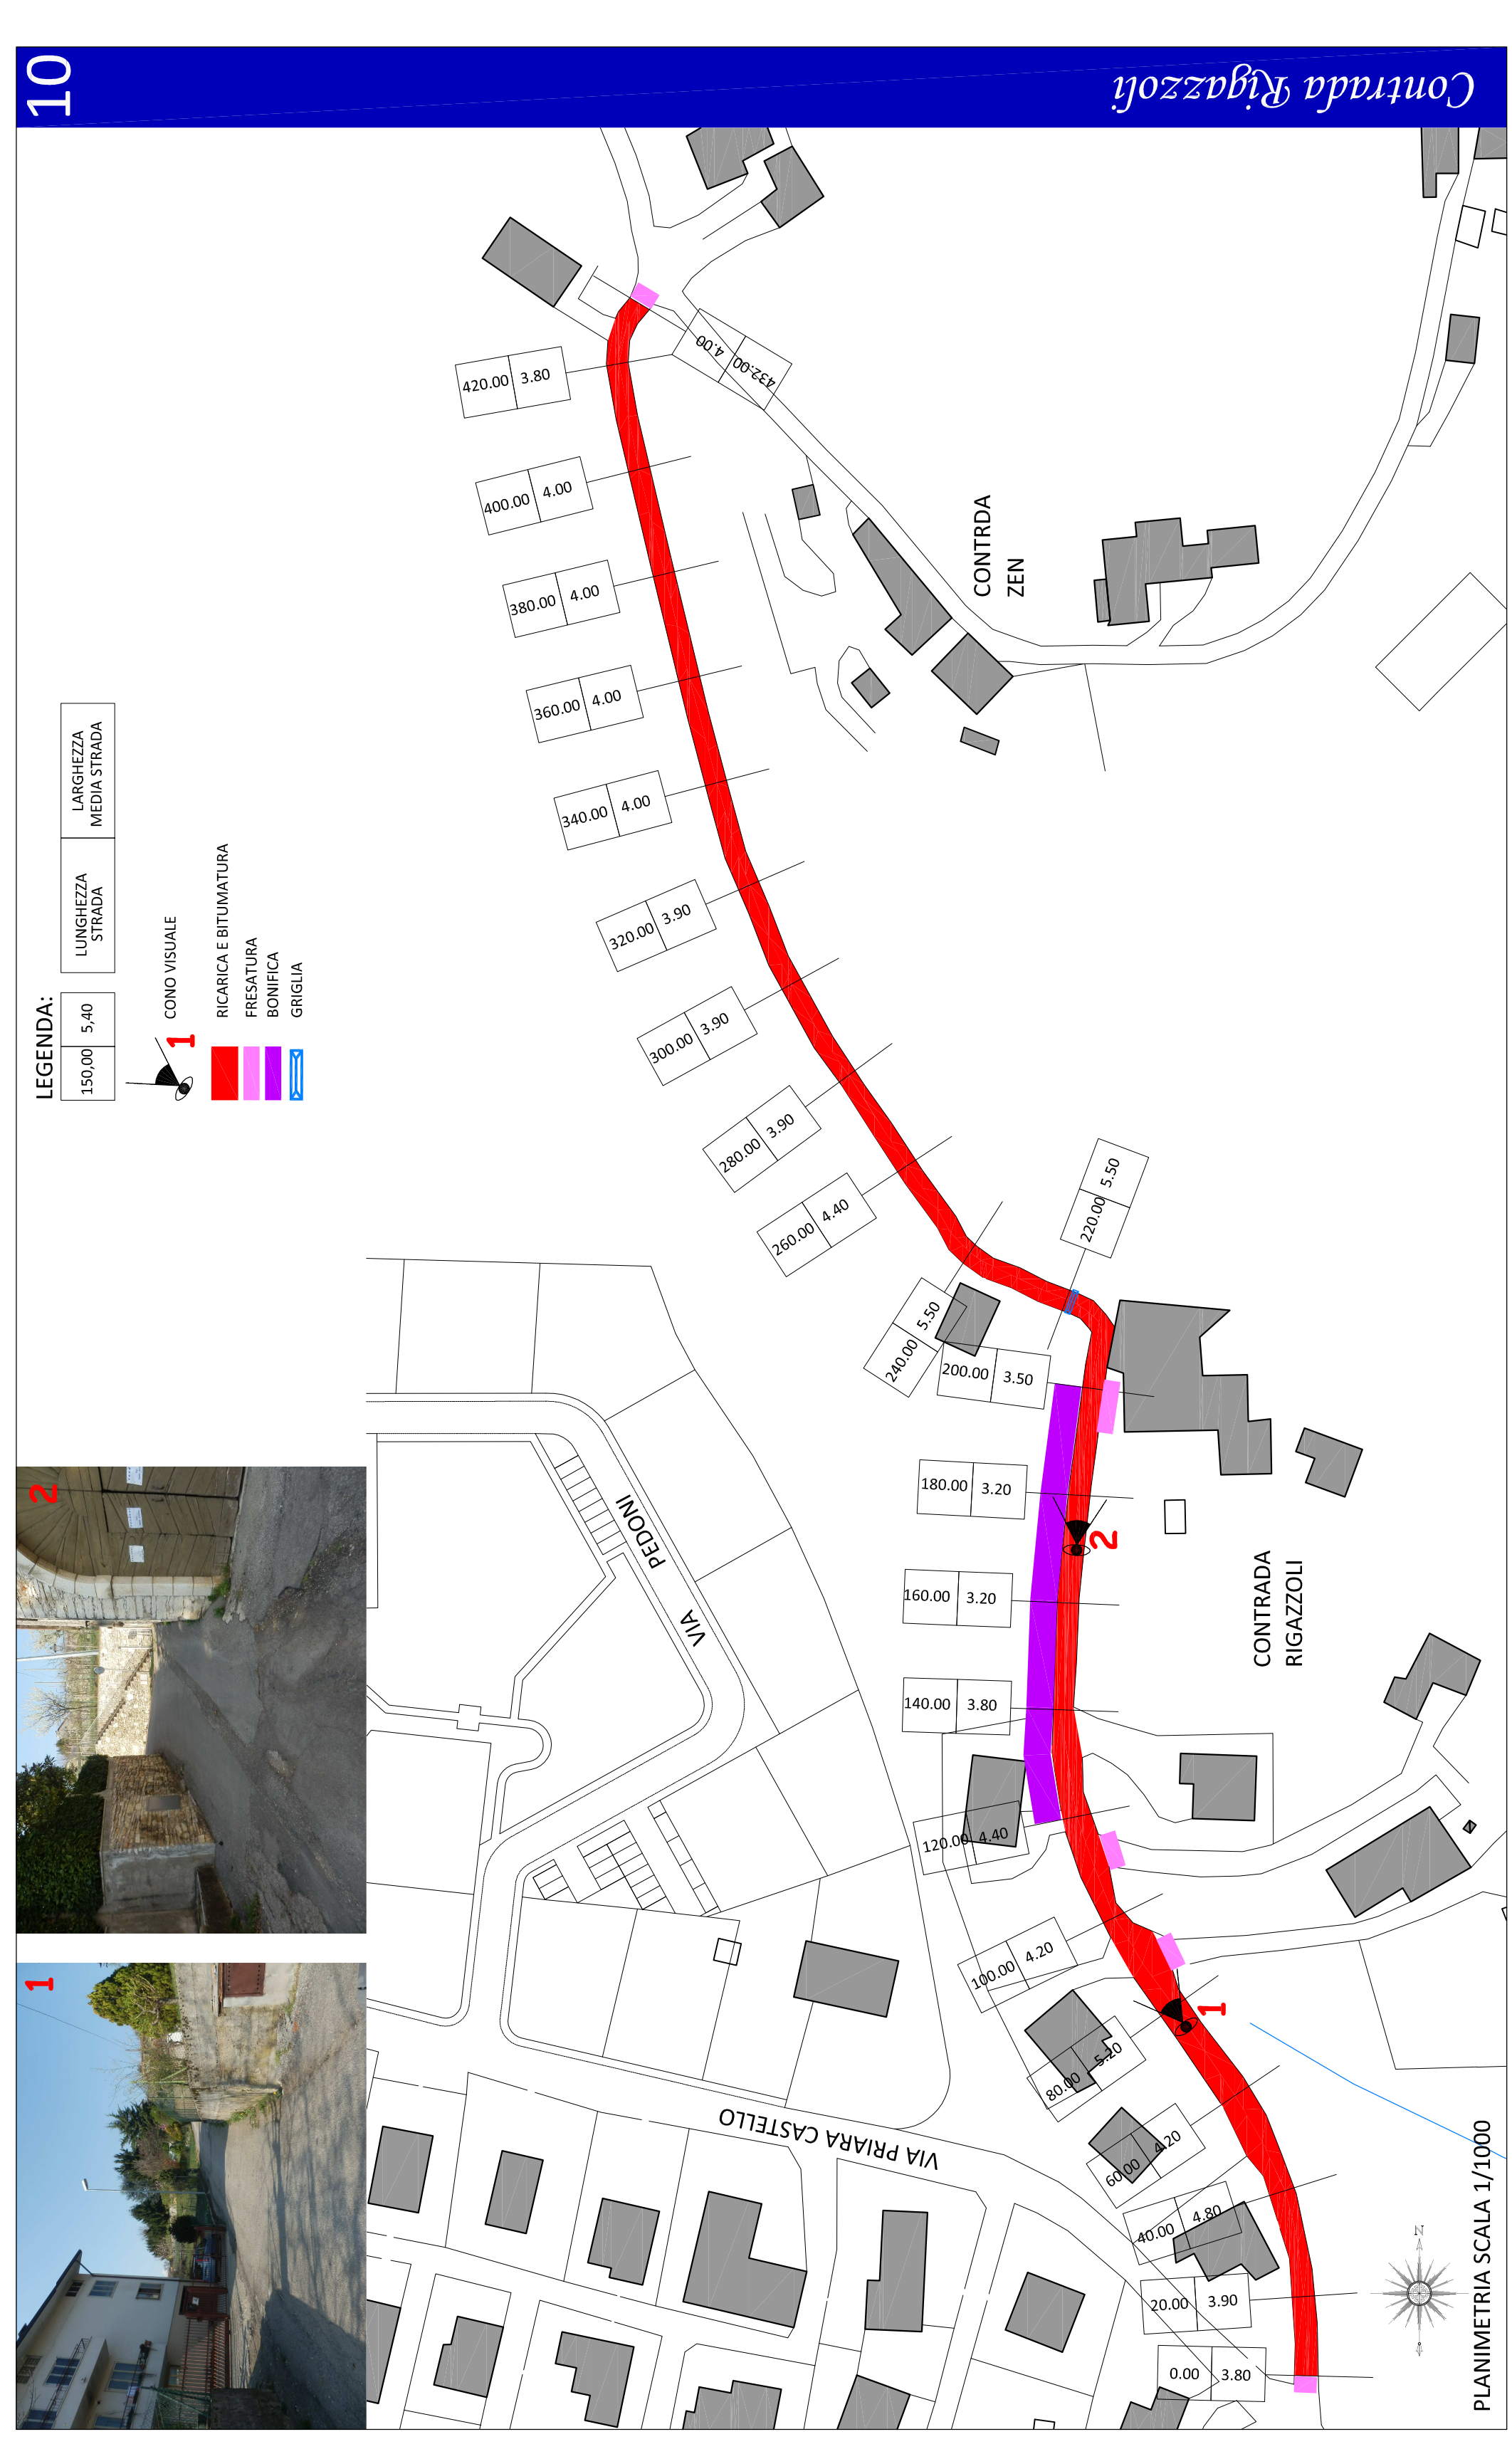 10
Contrada Rigazzoli
LEGENDA:
150,00
5,40
LUNGHEZZA
STRADA
LARGHEZZA
MEDIA STRADA
1
CONO VISUALE
RICARICA E BITUMATURA
FRESATURA
BONIFICA
GRIGLIA
2
1
432.00
4.00
420.00
3.80
400.00
4.00
380.00
4.00
360.00
4.00
340.00
4.00
320.00
3.90
300.00
3.90
280.00
3.90
260.00
4.40
240.00
5.50
220.00
5.50
200.00
3.50
180.00
3.20
160.00
3.20
140.00
3.80
120.00
4.40
100.00
4.20
80.00
5.20
60.00
4.20
40.00
4.80
20.00
3.90
0.00
3.80
CONTRDA
ZEN
CONTRADA
RIGAZZOLI
VIA PEDONI
VIA PRIARA CASTELLO
2
1
N
PLANIMETRIA SCALA 1/1000